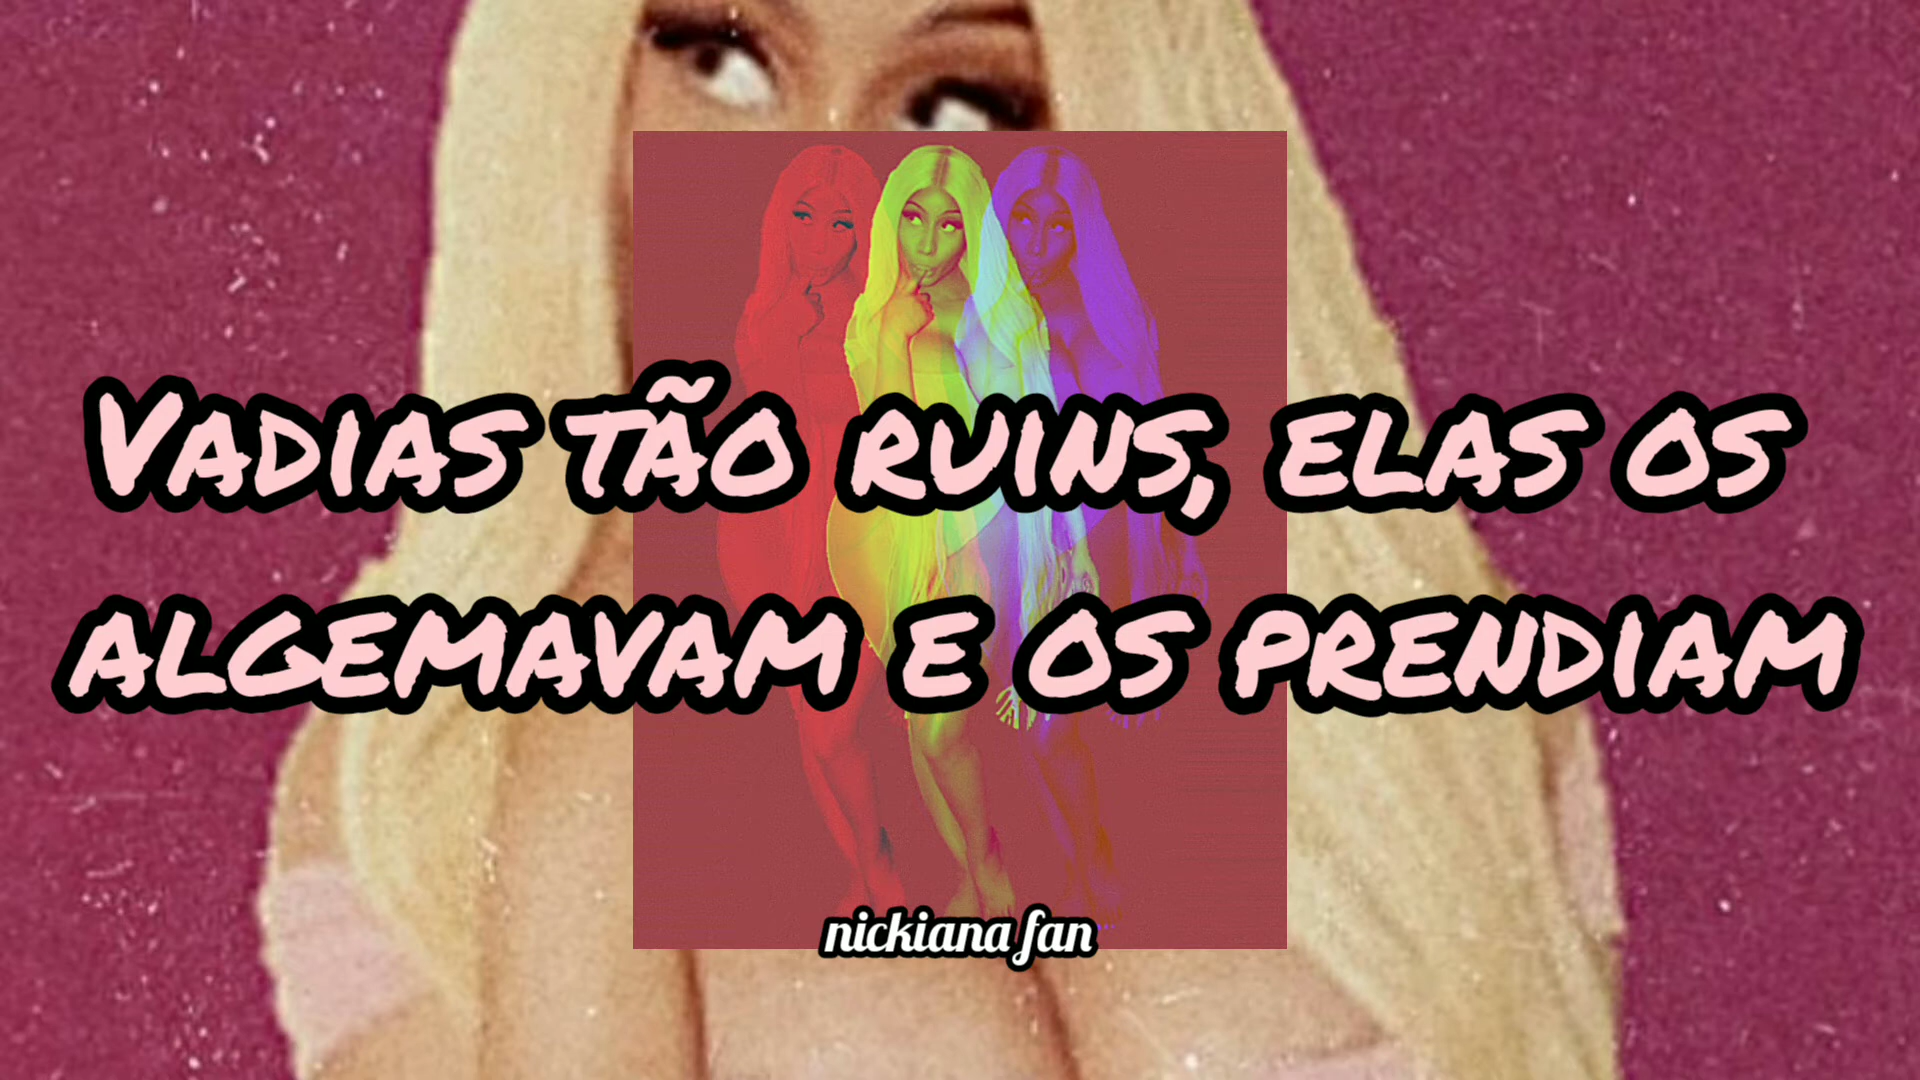 Vadias tão ruins, elas os
algemavam e os prendiam
nickiana fan